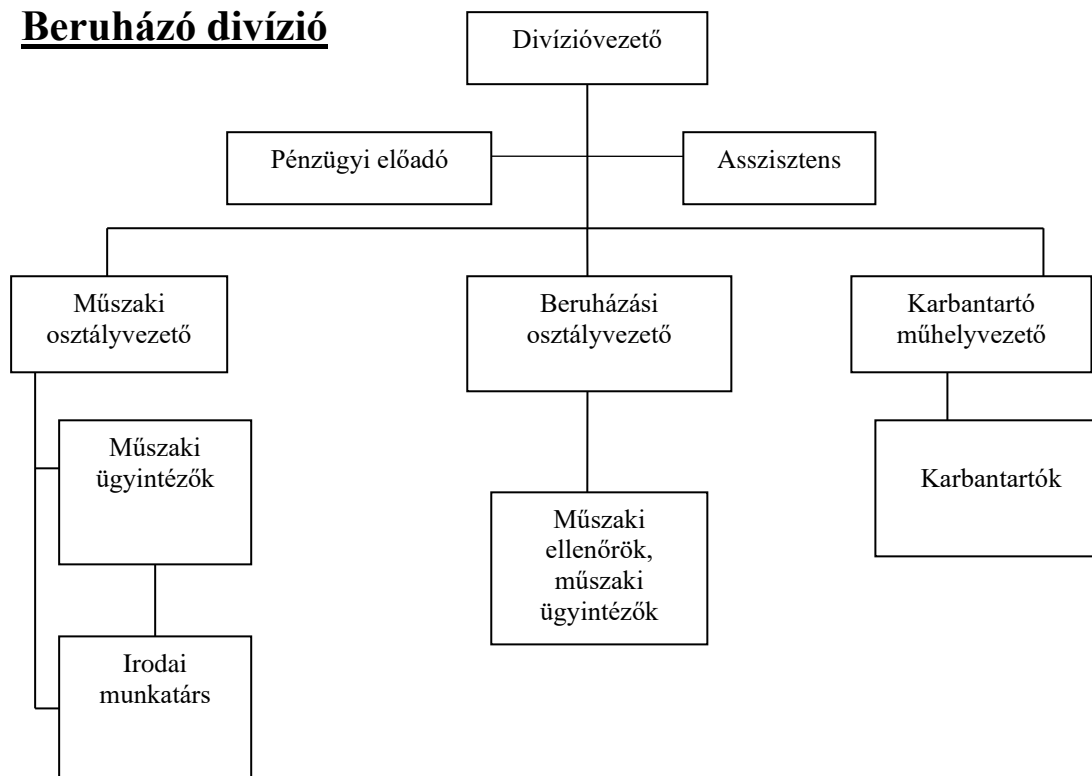 Beruházó divízió
Divízióvezető
Pénzügyi előadó
Asszisztens
Műszaki
osztályvezető
Beruházási
osztályvezető
Karbantartó
műhelyvezető
Műszaki
ügyintézők
Karbantartók
Műszaki
ellenőrök,
műszaki
ügyintézők
Irodai
munkatárs